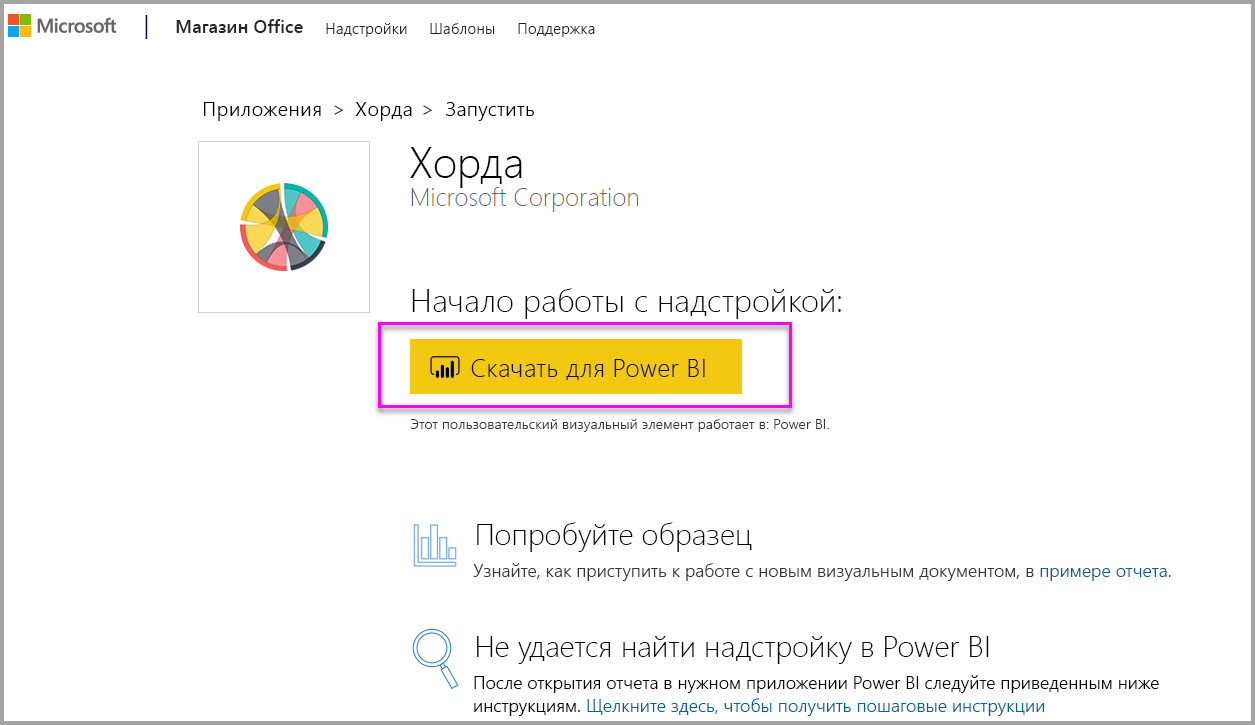 Microsoft Магазин Office Надстройки Шаблоны Поддержка
Приложения > Хорда > Запустить
Хорда
Microsoft Corporation
Начало работы с надстройкой:
Скачать для Power BI
Этот пользовательский визуальный элемент работает в: Power BI.
Попробуйте образец
Узнайте, как приступить к работе с новым визуальным документом, в примере отчета.
Не удается найти надстройку в Power BI
После открытия отчета в нужном приложении Power BI следуйте приведенным ниже
инструкциям. Щелкните здесь, чтобы получить пошаговые инструкции